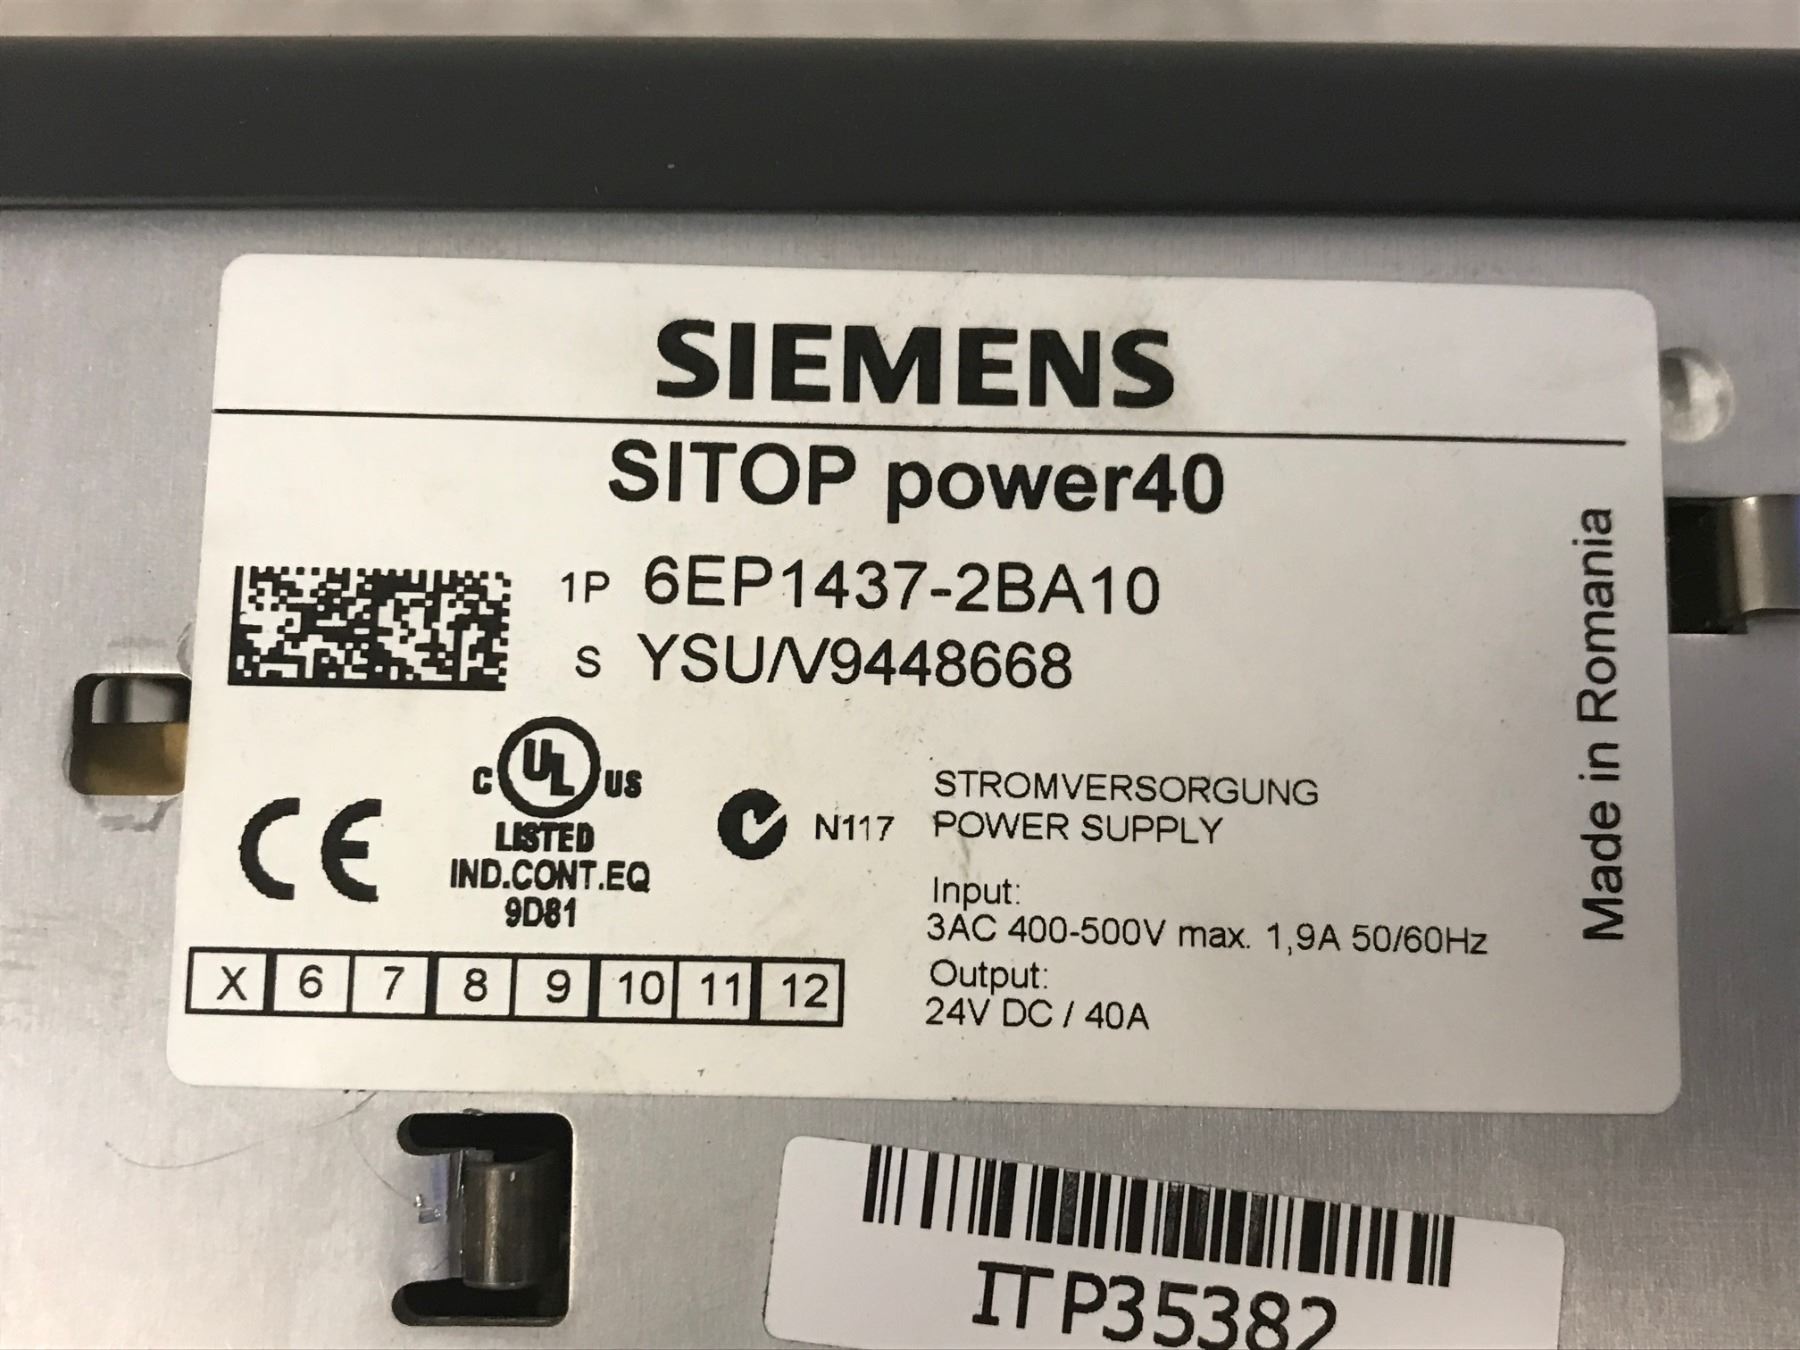 SIEMENS
SITOP power40
1P 6EP1437-2BA10
S YSU/V9448668
C UL US
LISTED
IND.CONT.EQ
9D81
CE
N117
STROMVERSORGUNG
POWER SUPPLY
Input:
3AC 400-500V max. 1,9A 50/60Hz
Output:
24V DC / 40A
X 6 7 8 9 10 11 12
Made in Romania
ITP35382